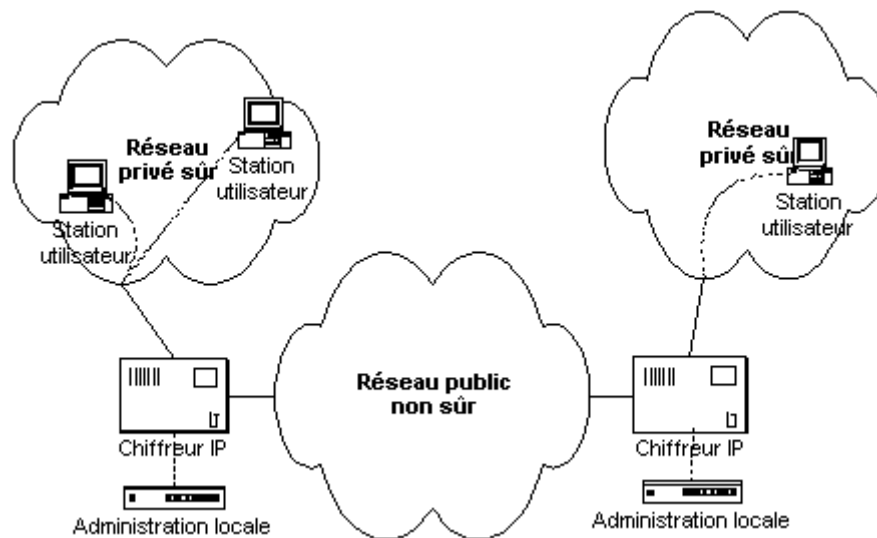 Réseau
privé sûr
Station
utilisateur
Station
utilisateur
Réseau
privé sûr
Station
utilisateur
Réseau public
non sûr
Chiffreur IP
Chiffreur IP
Administration locale
Administration locale